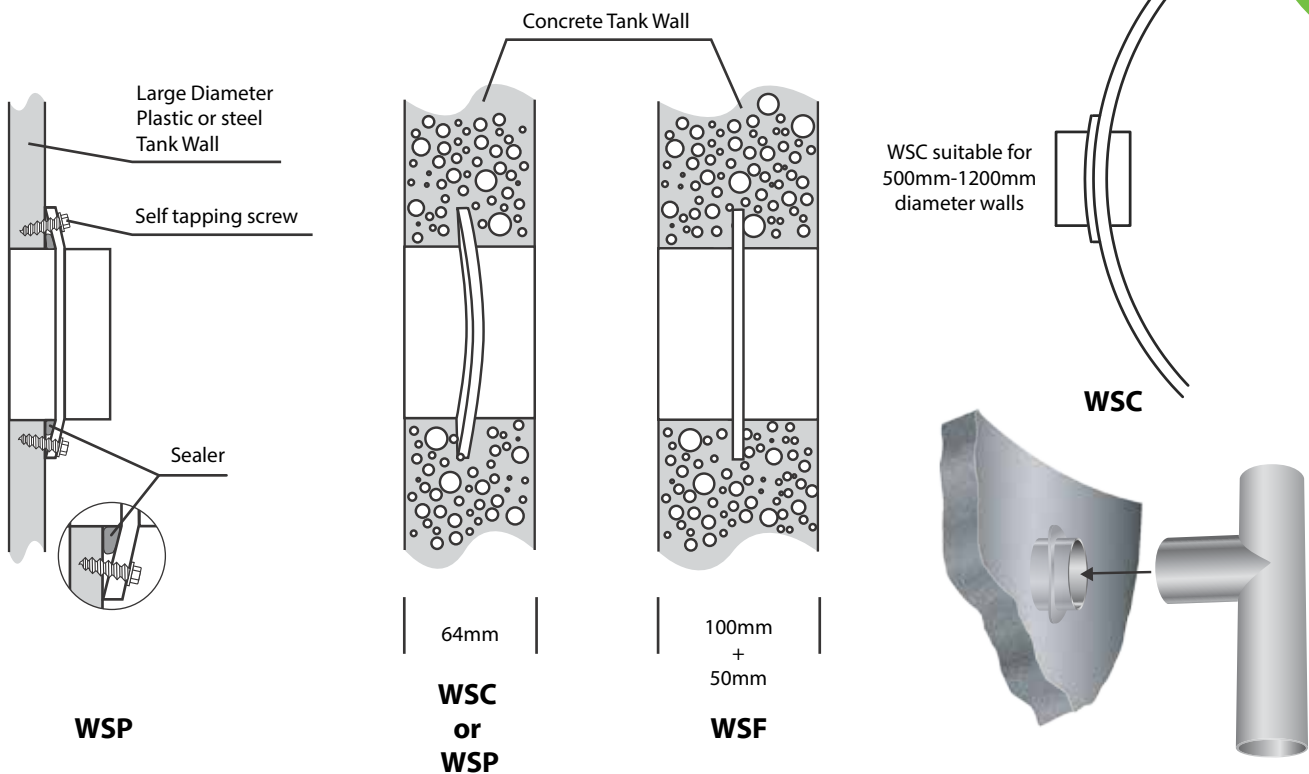 Concrete Tank Wall
Large Diameter
Plastic or steel
Tank Wall
Self tapping screw
Sealer
WSP
64mm
WSC
or
WSP
100mm
+
50mm
WSF
WSC suitable for
500mm-1200mm
diameter walls
WSC